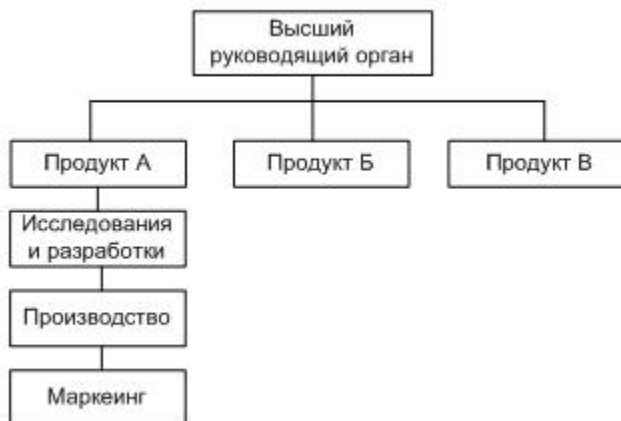 Высший
руководящий орган
Продукт А
Продукт Б
Продукт В
Исследования
и разработки
Производство
Маркеинг